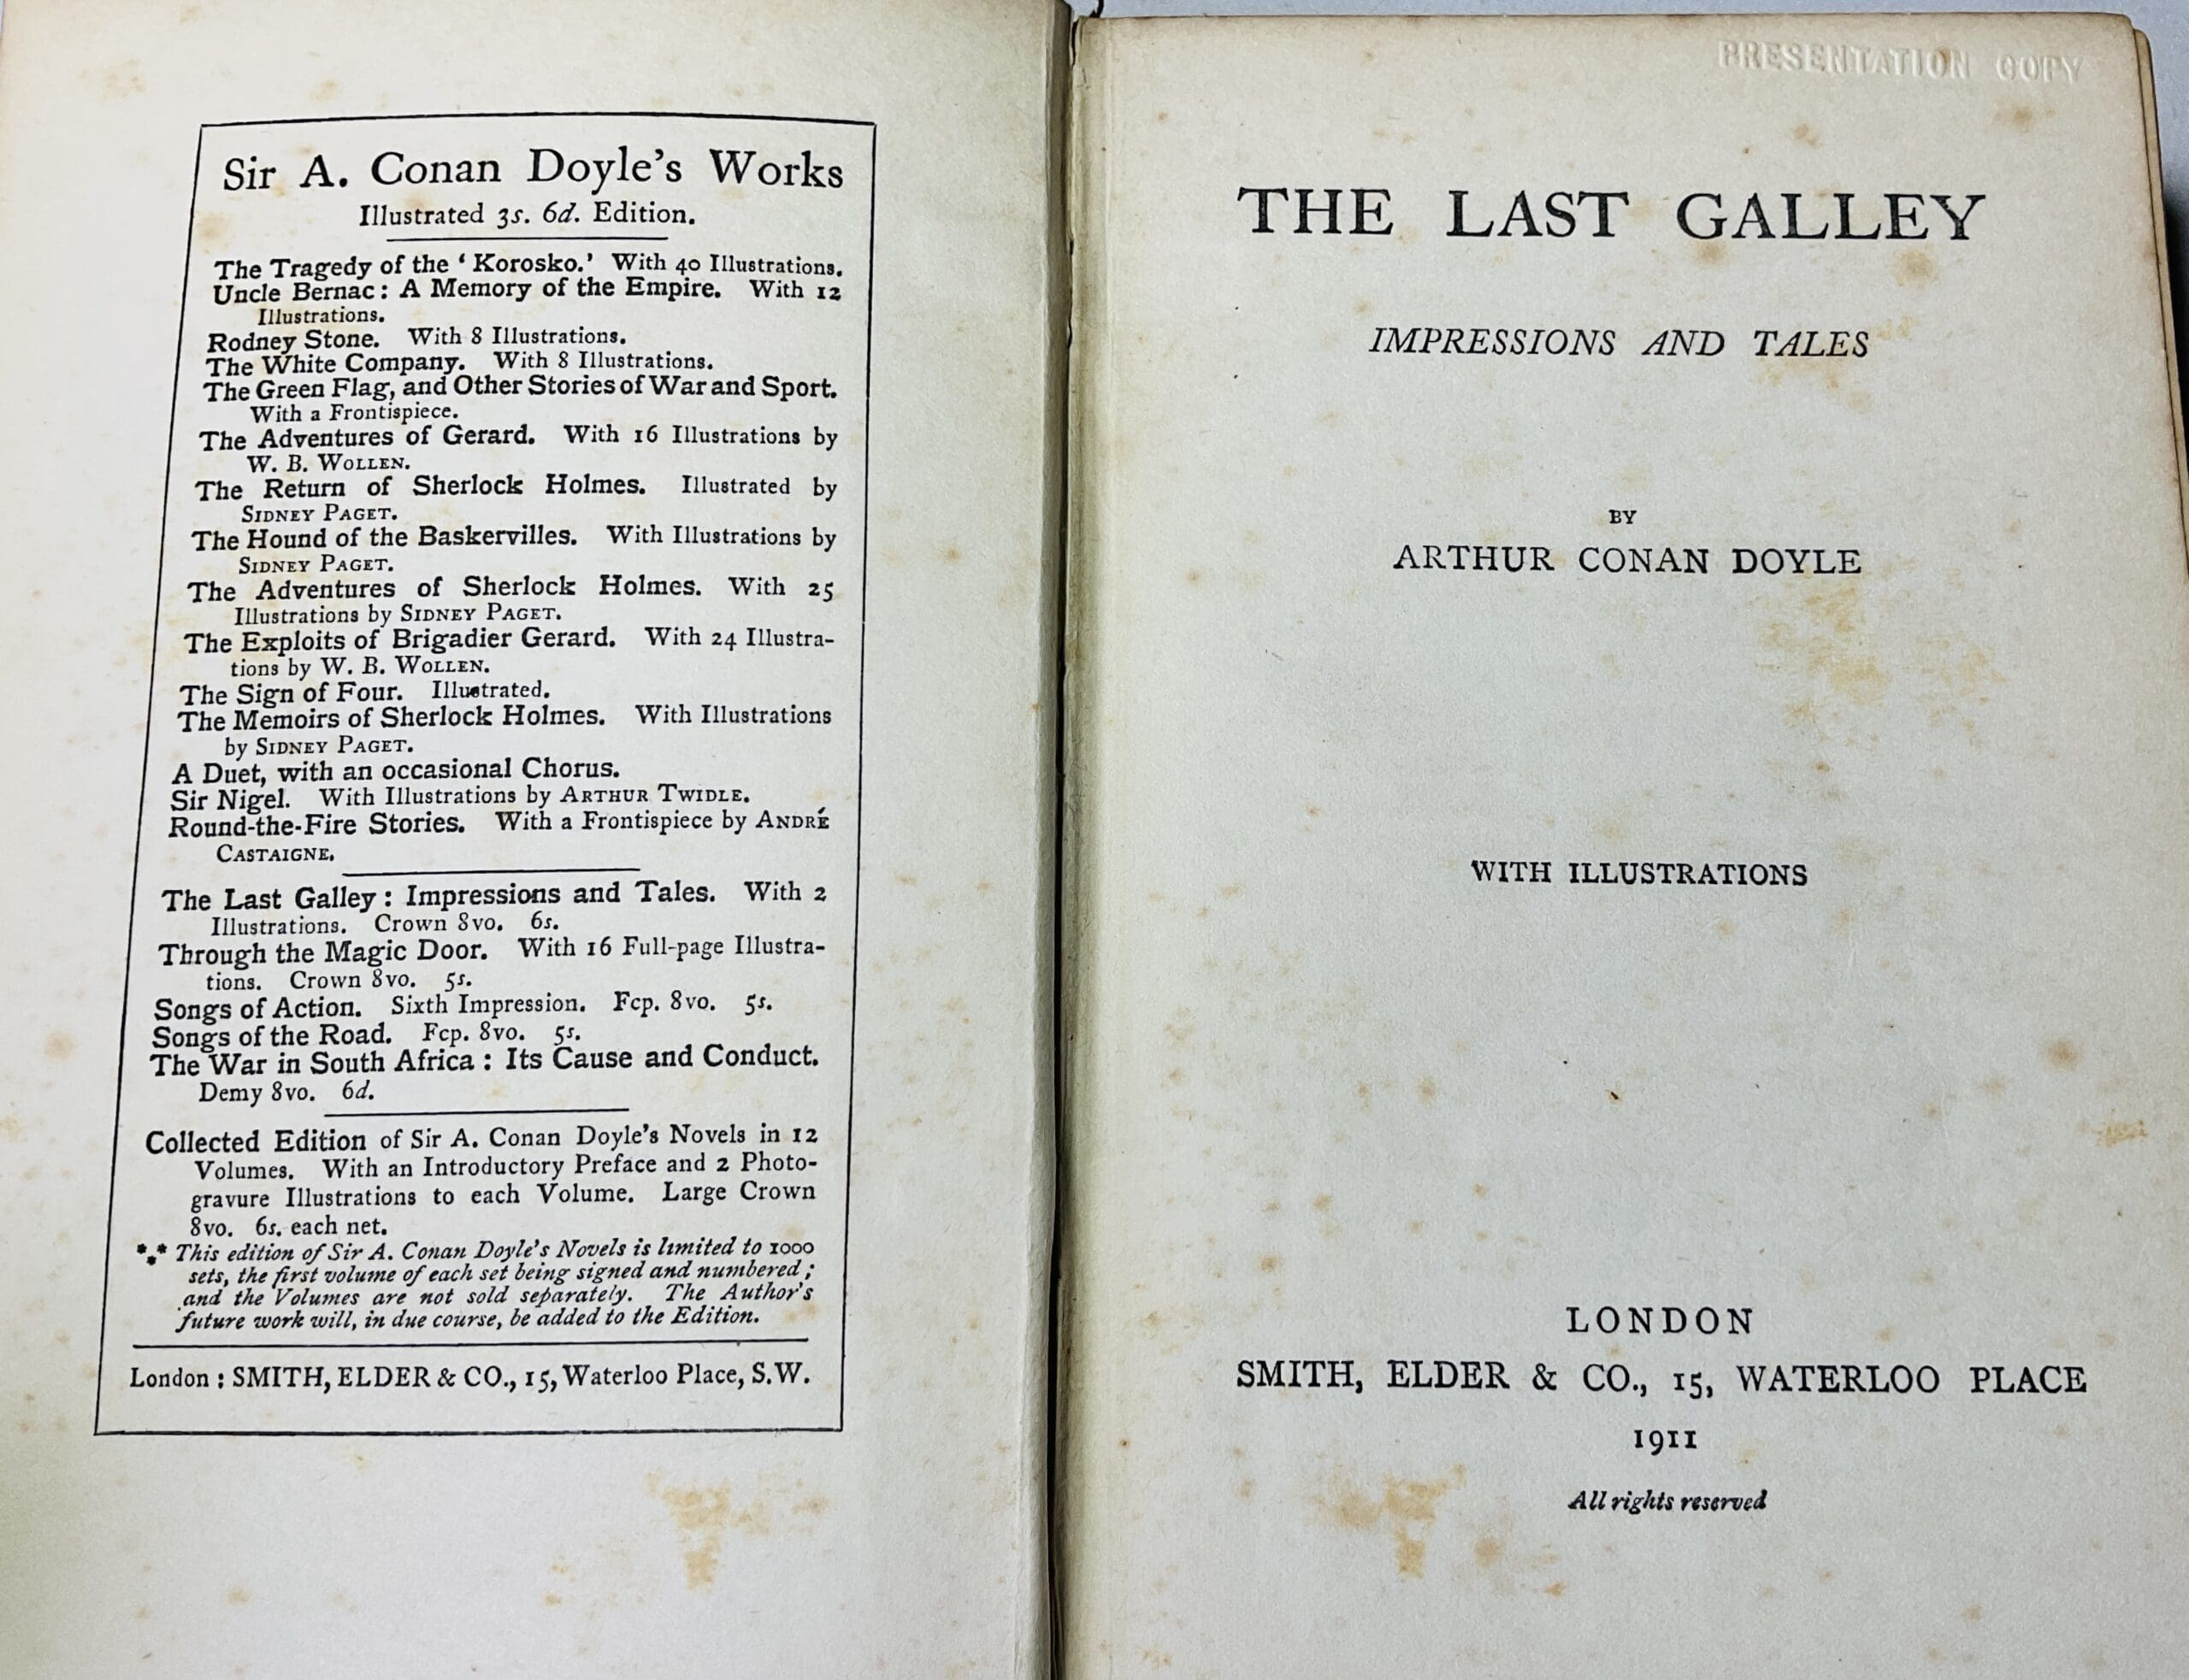 Sir A. Conan Doyle's Works
Illustrated 3s. 6d. Edition.
The Tragedy of the ‘Korosko.’ With 40 Illustrations.
Uncle Bernac: A Memory of the Empire. With 12
Illustrations.
Rodney Stone. With 8 Illustrations.
The White Company. With 8 Illustrations.
The Green Flag, and Other Stories of War and Sport.
With a Frontispiece.
The Adventures of Gerard. With 16 Illustrations by
W. B. WOLLEN.
The Return of Sherlock Holmes. Illustrated by
SIDNEY PAGET.
The Hound of the Baskervilles. With Illustrations by
SIDNEY PAGET.
The Adventures of Sherlock Holmes. With 25
Illustrations by SIDNEY PAGET.
The Exploits of Brigadier Gerard. With 24 Illustra-
tions by W. B. WOLLEN.
The Sign of Four. Illustrated.
The Memoirs of Sherlock Holmes. With Illustrations
by SIDNEY PAGET.
A Duet, with an occasional Chorus.
Sir Nigel. With Illustrations by ARTHUR TWIDLE.
Round-the-Fire Stories. With a Frontispiece by ANDRÉ
CASTAIGNE.
The Last Galley: Impressions and Tales. With 2
Illustrations. Crown 8vo. 6s.
Through the Magic Door. With 16 Full-page Illustra-
tions. Crown 8vo. 5s.
Songs of Action. Sixth Impression. Fcp. 8vo. 5s.
Songs of the Road. Fcp. 8vo. 5s.
The War in South Africa: Its Cause and Conduct.
Demy 8vo. 6d.
Collected Edition of Sir A. Conan Doyle's Novels in 12
Volumes. With an Introductory Preface and 2 Photo-
gravure Illustrations to each Volume. Large Crown
8vo. 6s. each net.
*** This edition of Sir A. Conan Doyle's Novels is limited to 1000
sets, the first volume of each set being signed and numbered;
and the Volumes are not sold separately. The Author's
future work will, in due course, be added to the Edition.
London: SMITH, ELDER & CO., 15, Waterloo Place, S.W.
PRESENTATION COPY
THE LAST GALLEY
IMPRESSIONS AND TALES
BY
ARTHUR CONAN DOYLE
WITH ILLUSTRATIONS
LONDON
SMITH, ELDER & CO., 15, WATERLOO PLACE
1911
All rights reserved